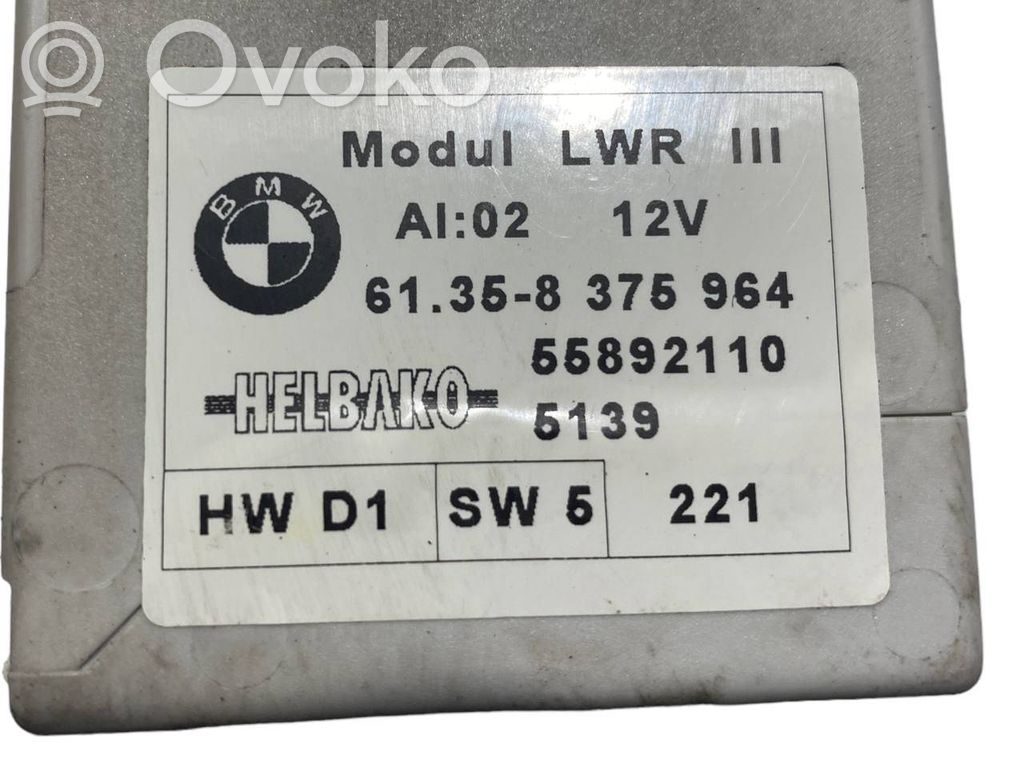 Ovoko
Modul LWR III
BMW
AI:02 12V
61.35-8 375 964
55892110
HELBAKO
5139
HW D1 SW 5 221